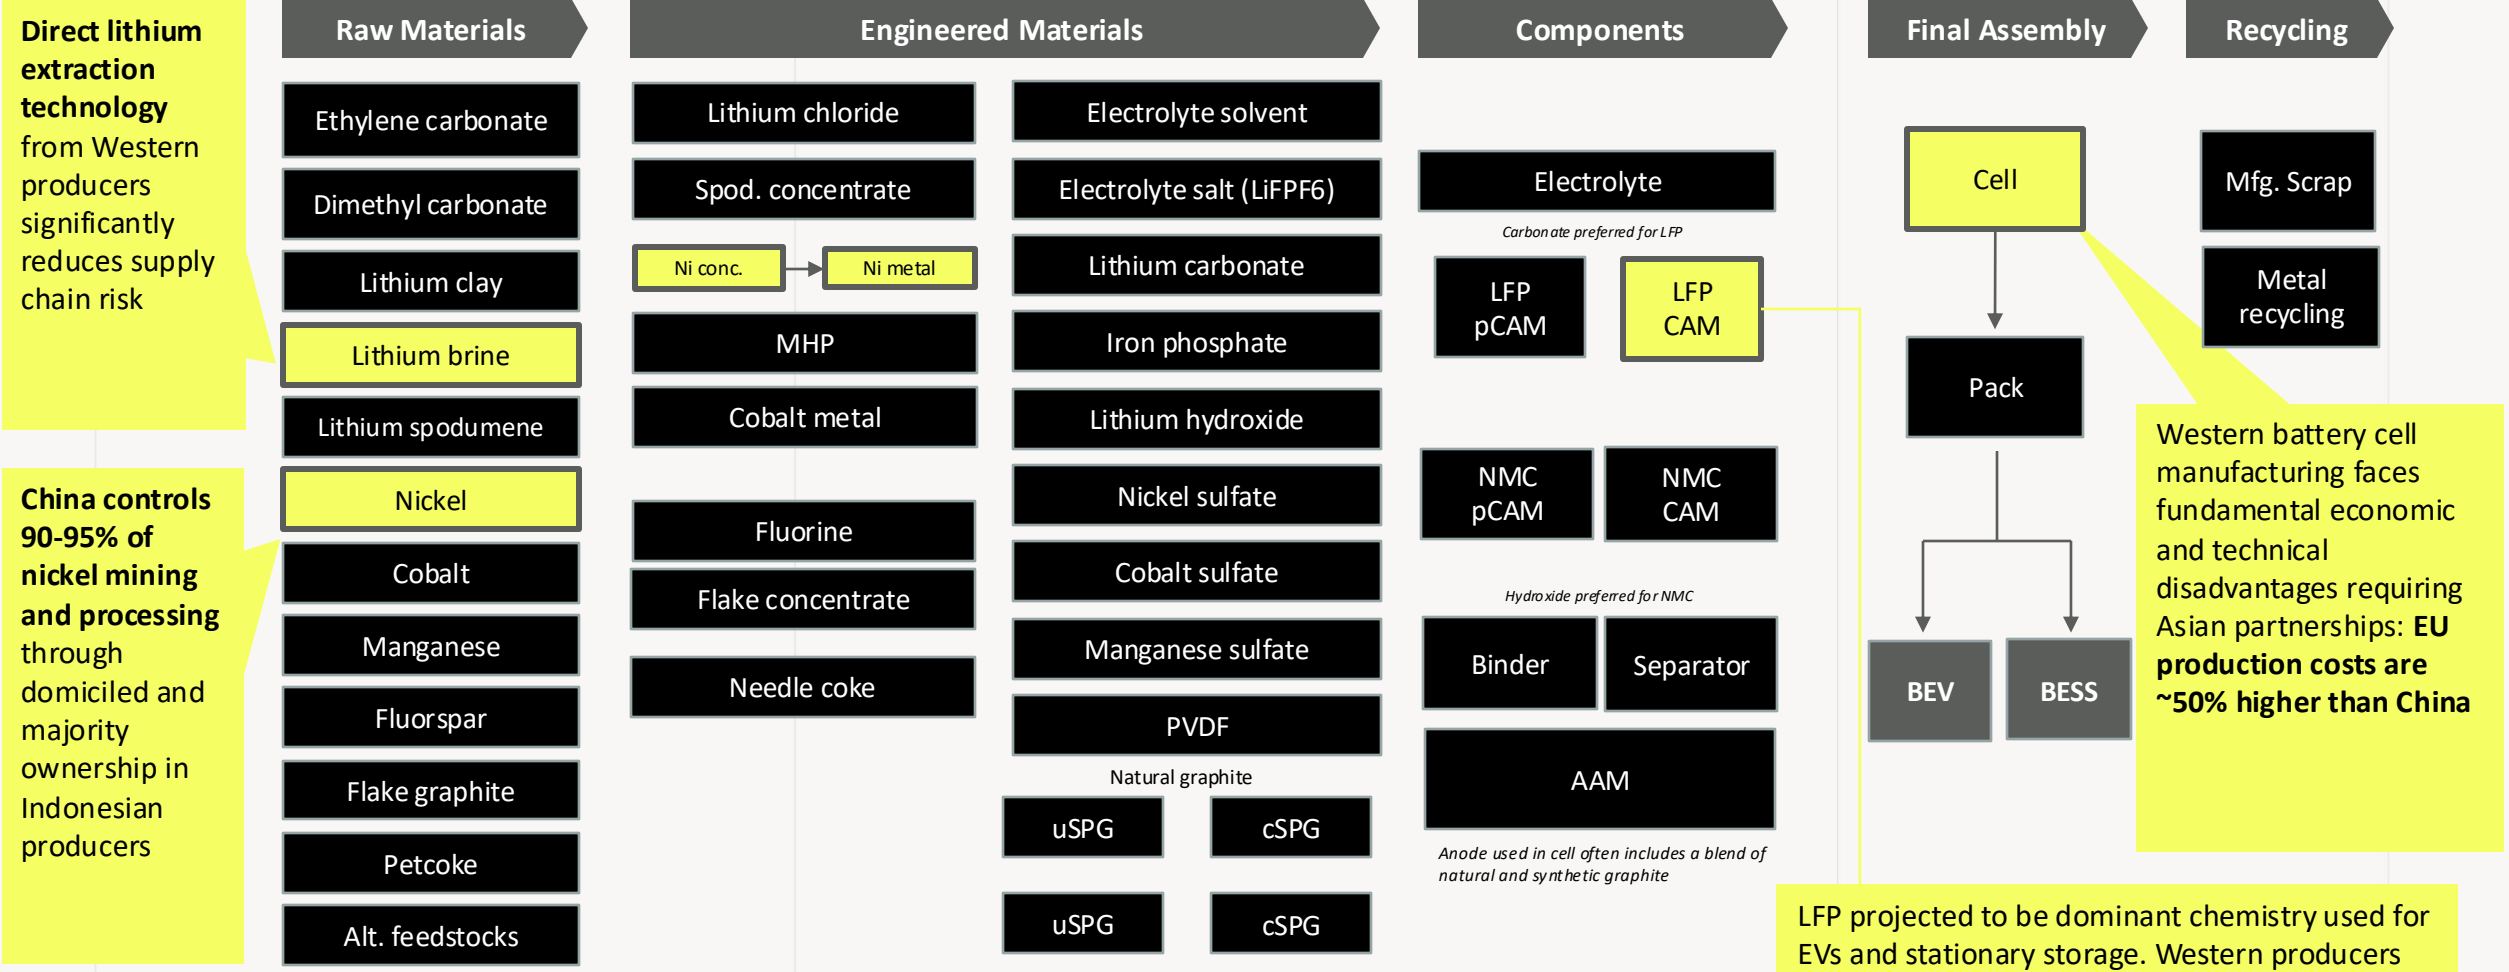 Direct lithium
extraction
technology
from Western
producers
significantly
reduces supply
chain risk
China controls
90-95% of
nickel mining
and processing
through
domiciled and
majority
ownership in
Indonesian
producers
Raw Materials
Ethylene carbonate
Dimethyl carbonate
Lithium clay
Lithium brine
Lithium spodumene
Nickel
Cobalt
Manganese
Fluorspar
Flake graphite
Petcoke
Alt. feedstocks
Engineered Materials
Lithium chloride
Spod. concentrate
Ni conc.
Ni metal
MHP
Cobalt metal
Fluorine
Flake concentrate
Needle coke
Electrolyte solvent
Electrolyte salt (LiFPF6)
Lithium carbonate
Iron phosphate
Lithium hydroxide
Nickel sulfate
Cobalt sulfate
Manganese sulfate
PVDF
Natural graphite
uSPG
cSPG
uSPG
cSPG
Components
Electrolyte
Carbonate preferred for LFP
LFP
pCAM
LFP
CAM
NMC
pCAM
NMC
CAM
Hydroxide preferred for NMC
Binder
Separator
AAM
Anode used in cell often includes a blend of
natural and synthetic graphite
Final Assembly
Cell
Pack
BEV
BESS
Recycling
Mfg. Scrap
Metal
recycling
Western battery cell
manufacturing faces
fundamental economic
and technical
disadvantages requiring
Asian partnerships: EU
production costs are
~50% higher than China
LFP projected to be dominant chemistry used for
EVs and stationary storage. Western producers